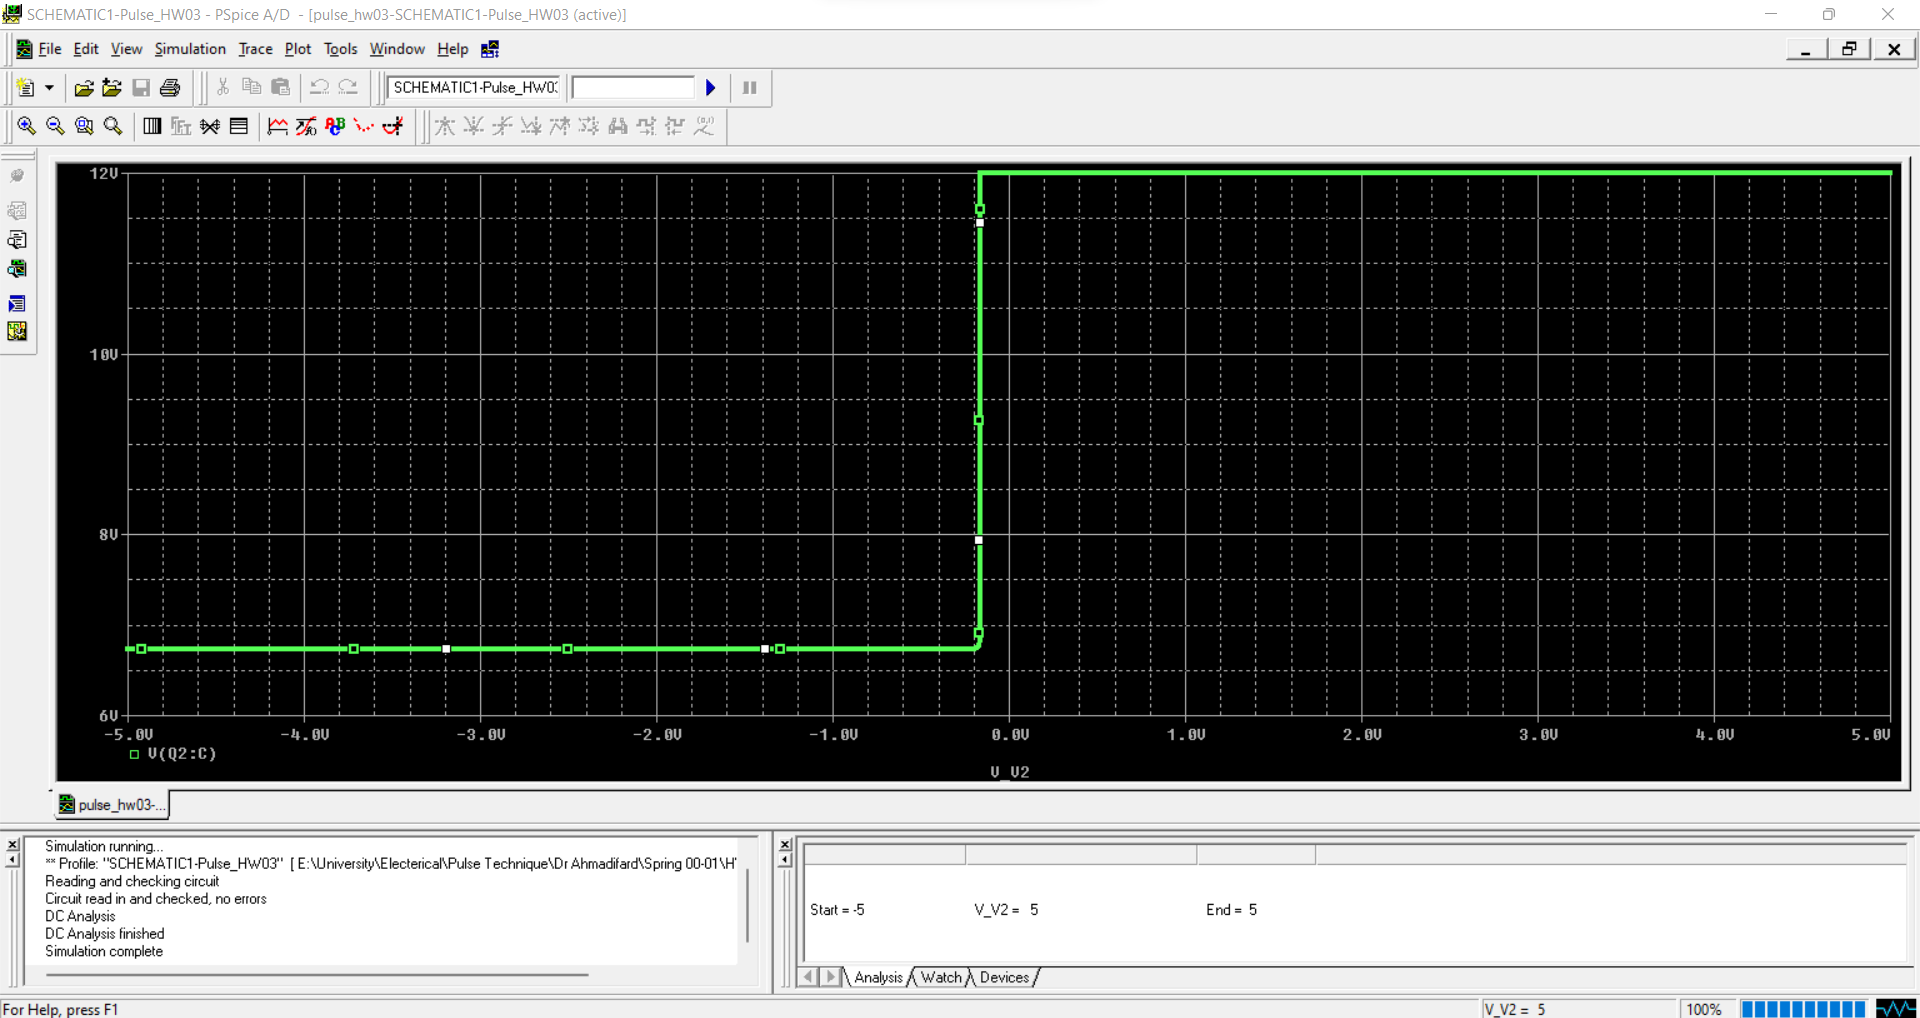 SCHEMATIC1-Pulse_HW03 - PSpice A/D - [pulse_hw03-SCHEMATIC1-Pulse_HW03 (active)]
File Edit View Simulation Trace Plot Tools Window Help
SCHEMATIC1-Pulse_HW0
12V
10V
8V
6V
-5.0V -4.0V -3.0V -2.0V -1.0V 0.0V 1.0V 2.0V 3.0V 4.0V 5.0V
V(Q2:C)
V_V2
pulse_hw03-...
Simulation running...
** Profile: "SCHEMATIC1-Pulse_HW03" [ E:\University\Electerical\Pulse Technique\Dr Ahmadifard\Spring 00-01\H
Reading and checking circuit
Circuit read in and checked, no errors
DC Analysis
DC Analysis finished
Simulation complete
Start = -5 V_V2 = 5 End = 5
Analysis Watch Devices
For Help, press F1 V_V2 = 5 100%